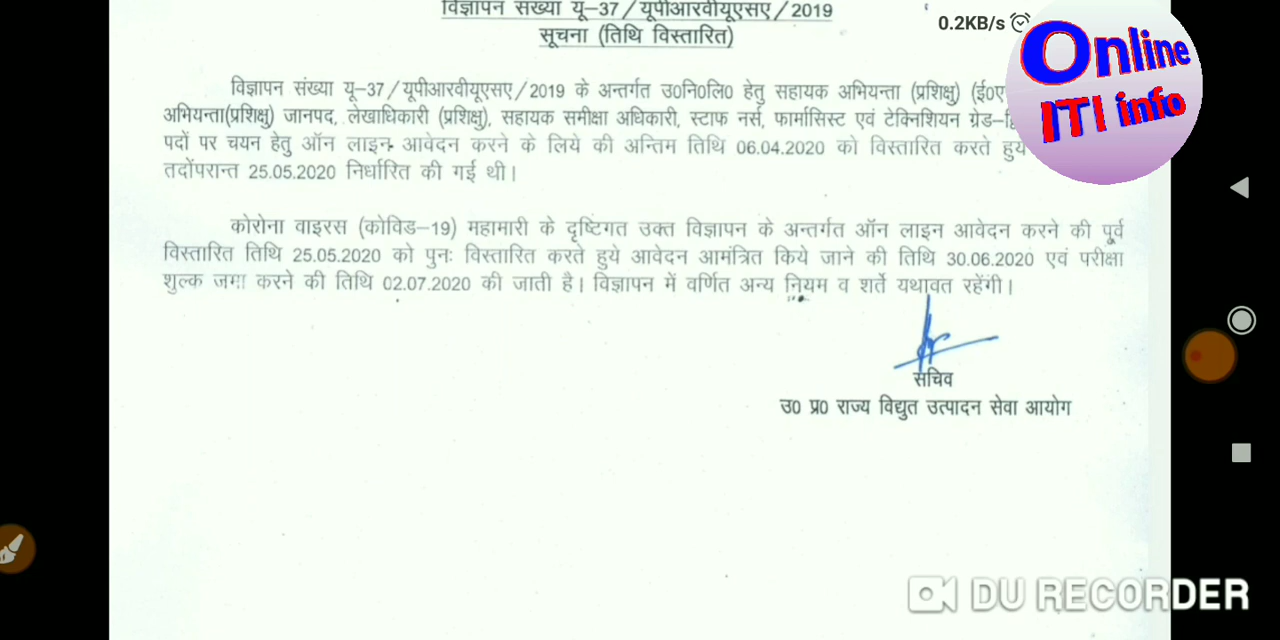 विज्ञापन संख्या यू–37/यूपीआरवीयूएसए/2019
सूचना (तिथि विस्तारित)
0.2KB/s
Online
ITI info
विज्ञापन संख्या यू–37/यूपीआरवीयूएसए/2019 के अन्तर्गत उ0नि0लि0 हेतु सहायक अभियन्ता (प्रशिक्षु) (ई0ए
अभियन्ता(प्रशिक्षु) जानपद, लेखाधिकारी (प्रशिक्षु), सहायक समीक्षा अधिकारी, स्टाफ नर्स, फार्मासिस्ट एवं टेक्निशियन ग्रेड–
पदों पर चयन हेतु ऑन लाइन आवेदन करने के लिये की अन्तिम तिथि 06.04.2020 को विस्तारित करते हुये
तदोंपरान्त 25.05.2020 निर्धारित की गई थी।
कोरोना वाइरस (कोविड–19) महामारी के दृष्टिगत उक्त विज्ञापन के अन्तर्गत ऑन लाइन आवेदन करने की पूर्व
विस्तारित तिथि 25.05.2020 को पुनः विस्तारित करते हुये आवेदन आमंत्रित किये जाने की तिथि 30.06.2020 एवं परीक्षा
शुल्क जमा करने की तिथि 02.07.2020 की जाती है। विज्ञापन में वर्णित अन्य नियम व शर्ते यथावत रहेंगी।
सचिव
उ0 प्र0 राज्य विद्युत उत्पादन सेवा आयोग
DU RECORDER